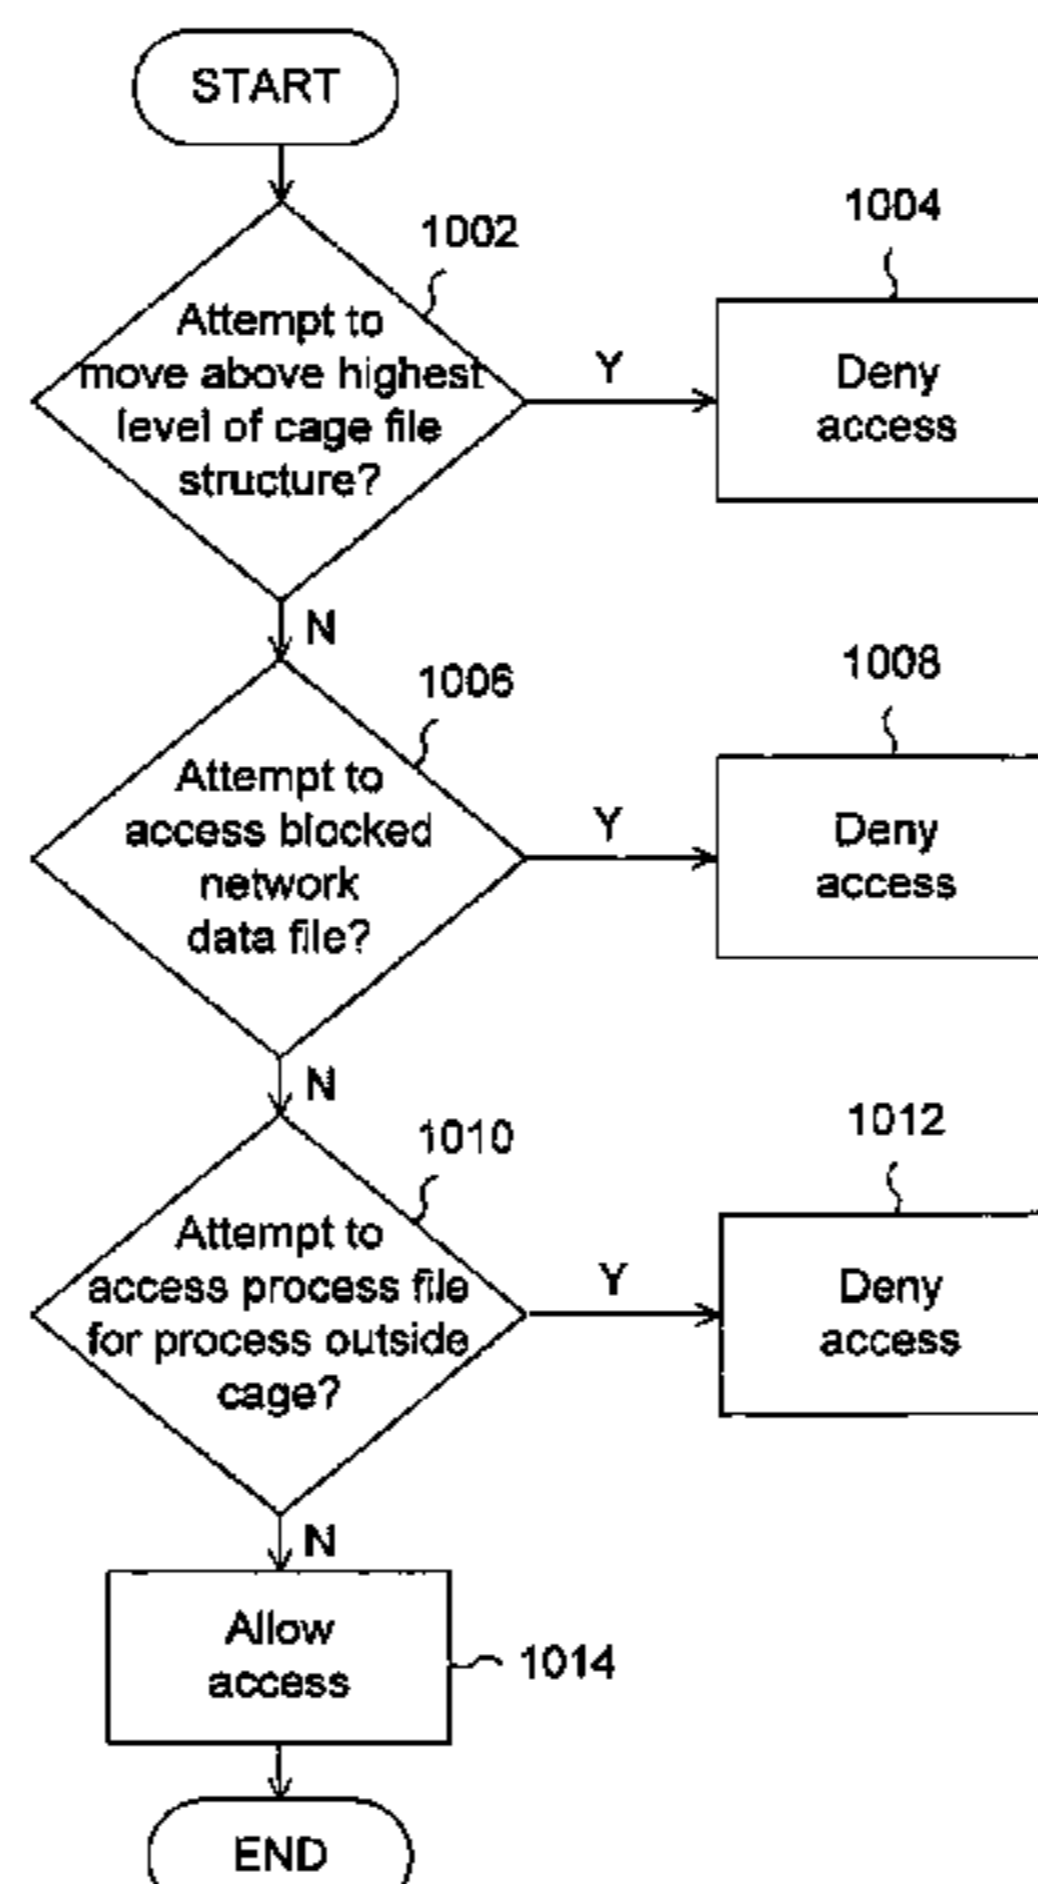 START
1002
Attempt to
move above highest
level of cage file
structure?
Y
1004
Deny
access
N
1006
Attempt to
access blocked
network
data file?
Y
1008
Deny
access
N
1010
Attempt to
access process file
for process outside
cage?
Y
1012
Deny
access
N
Allow
access
1014
END